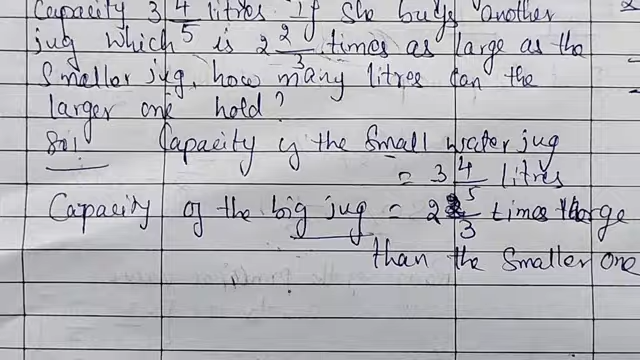 Capacity 3 4/5 litres. If she buys another
jug which is 2 2/3 times as large as the
smaller jug, how many litres can the
larger one hold?
Sol Capacity of the Small water jug
= 3 4/5 litres
Capacity of the big jug = 2 /3 times
than the smaller one